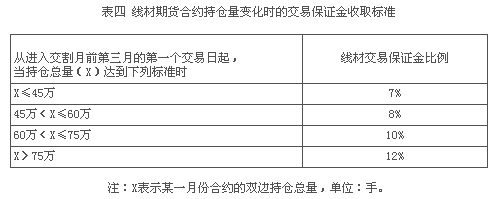 表四 线材期货合约持仓量变化时的交易保证金收取标准
从进入交割月前第三月的第一个交易日起，
当持仓总量（X）达到下列标准时
线材交易保证金比例
X≤45万
7%
45万＜X≤60万
8%
60万＜X≤75万
10%
X＞75万
12%
注：X表示某一月份合约的双边持仓总量，单位：手。